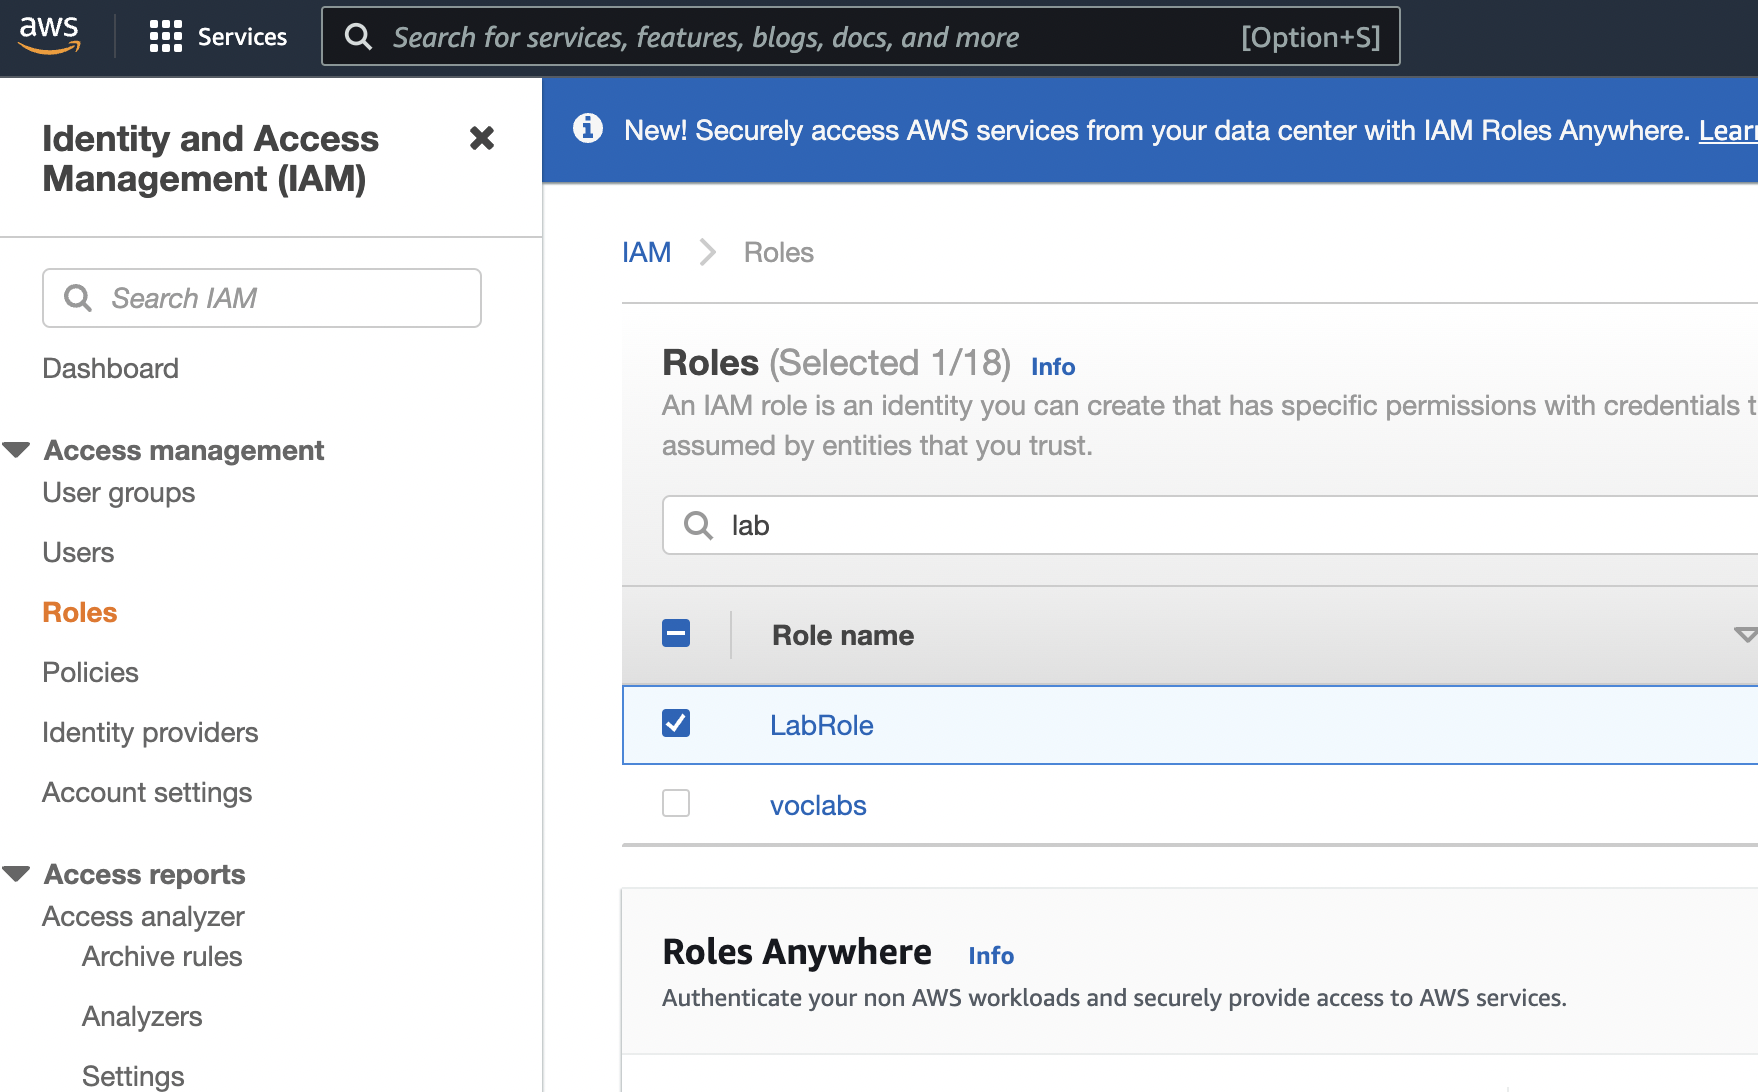 aws
Services
Search for services, features, blogs, docs, and more
[Option+S]
Identity and Access
Management (IAM)
Search IAM
Dashboard
Access management
User groups
Users
Roles
Policies
Identity providers
Account settings
Access reports
Access analyzer
Archive rules
Analyzers
Settings
New! Securely access AWS services from your data center with IAM Roles Anywhere. Lear
IAM
Roles
Roles (Selected 1/18) Info
An IAM role is an identity you can create that has specific permissions with credentials t
assumed by entities that you trust.
lab
Role name
LabRole
voclabs
Roles Anywhere Info
Authenticate your non AWS workloads and securely provide access to AWS services.